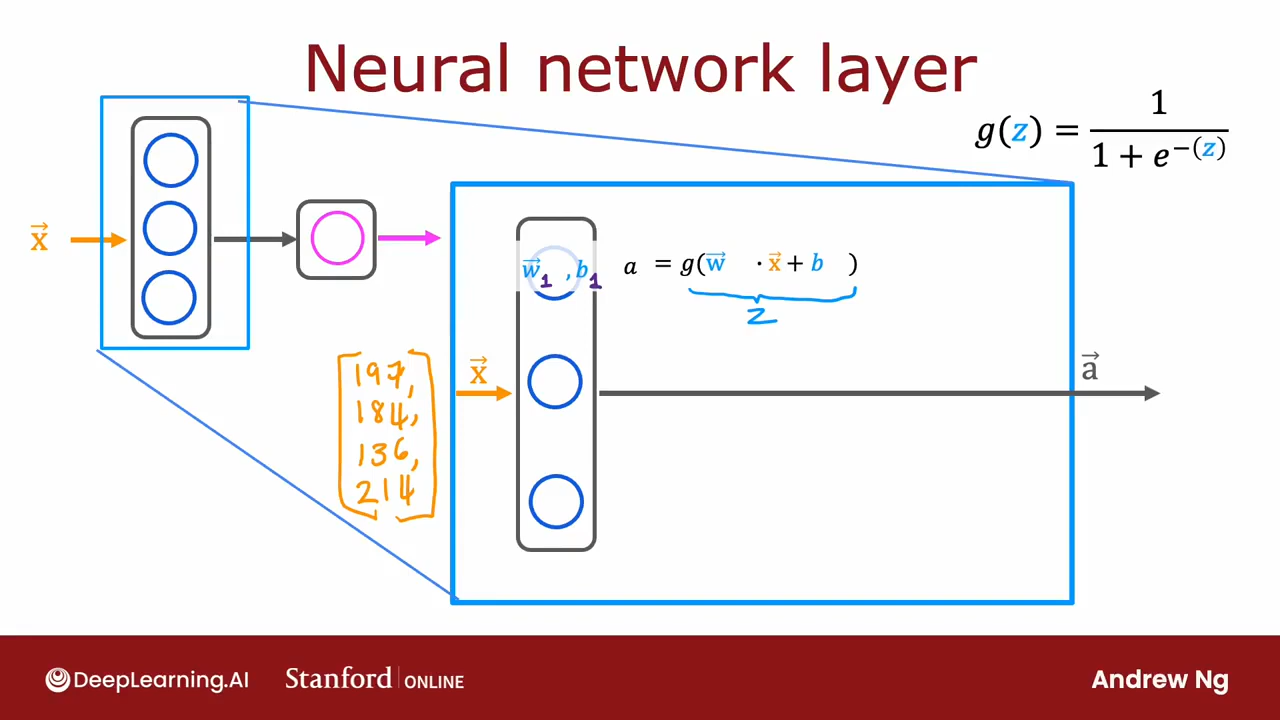 Neural network layer
g(z) = 1 / (1 + e^{-(z)})
x⃗
w⃗₁ , b₁ a = g(w⃗ · x⃗ + b )
z
x⃗
a⃗
[197,
184,
136,
214]
DeepLearning.AI Stanford | ONLINE Andrew Ng